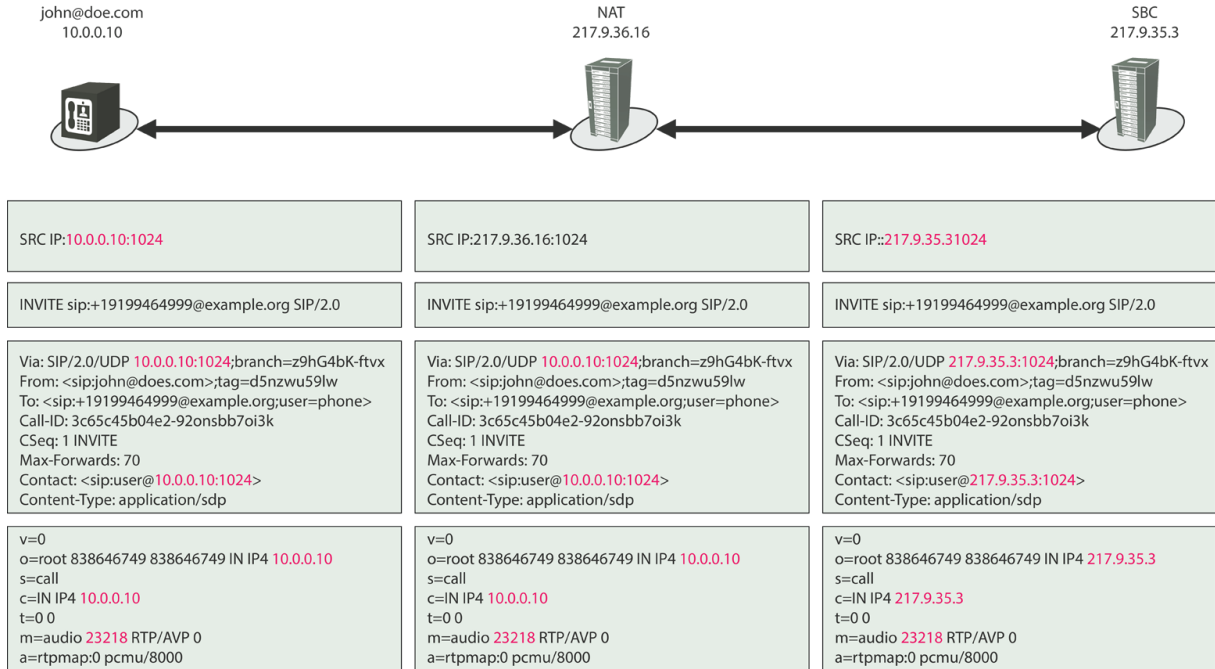 john@doe.com
10.0.0.10
NAT
217.9.36.16
SBC
217.9.35.3
SRC IP:10.0.0.10:1024
INVITE sip:+19199464999@example.org SIP/2.0
Via: SIP/2.0/UDP 10.0.0.10:1024;branch=z9hG4bK-ftvx
From: <sip:john@does.com>;tag=d5nzwu59lw
To: <sip:+19199464999@example.org;user=phone>
Call-ID: 3c65c45b04e2-92onsbb7oi3k
CSeq: 1 INVITE
Max-Forwards: 70
Contact: <sip:user@10.0.0.10:1024>
Content-Type: application/sdp
v=0
o=root 838646749 838646749 IN IP4 10.0.0.10
s=call
c=IN IP4 10.0.0.10
t=0 0
m=audio 23218 RTP/AVP 0
a=rtpmap:0 pcmu/8000
SRC IP:217.9.36.16:1024
INVITE sip:+19199464999@example.org SIP/2.0
Via: SIP/2.0/UDP 10.0.0.10:1024;branch=z9hG4bK-ftvx
From: <sip:john@does.com>;tag=d5nzwu59lw
To: <sip:+19199464999@example.org;user=phone>
Call-ID: 3c65c45b04e2-92onsbb7oi3k
CSeq: 1 INVITE
Max-Forwards: 70
Contact: <sip:user@10.0.0.10:1024>
Content-Type: application/sdp
v=0
o=root 838646749 838646749 IN IP4 10.0.0.10
s=call
c=IN IP4 10.0.0.10
t=0 0
m=audio 23218 RTP/AVP 0
a=rtpmap:0 pcmu/8000
SRC IP::217.9.35.31024
INVITE sip:+19199464999@example.org SIP/2.0
Via: SIP/2.0/UDP 217.9.35.3:1024;branch=z9hG4bK-ftvx
From: <sip:john@does.com>;tag=d5nzwu59lw
To: <sip:+19199464999@example.org;user=phone>
Call-ID: 3c65c45b04e2-92onsbb7oi3k
CSeq: 1 INVITE
Max-Forwards: 70
Contact: <sip:user@217.9.35.3:1024>
Content-Type: application/sdp
v=0
o=root 838646749 838646749 IN IP4 217.9.35.3
s=call
c=IN IP4 217.9.35.3
t=0 0
m=audio 23218 RTP/AVP 0
a=rtpmap:0 pcmu/8000